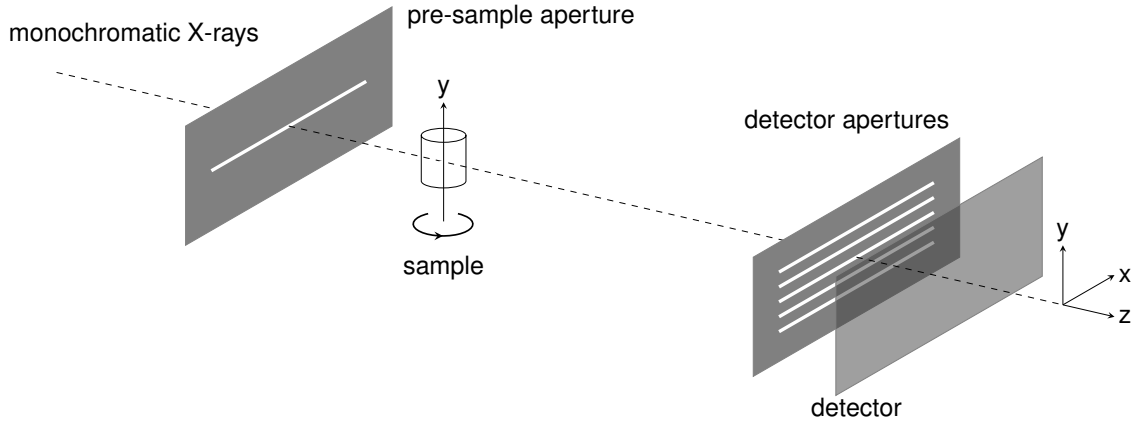 pre-sample aperture
monochromatic X-rays
y
detector apertures
sample
y
x
z
detector